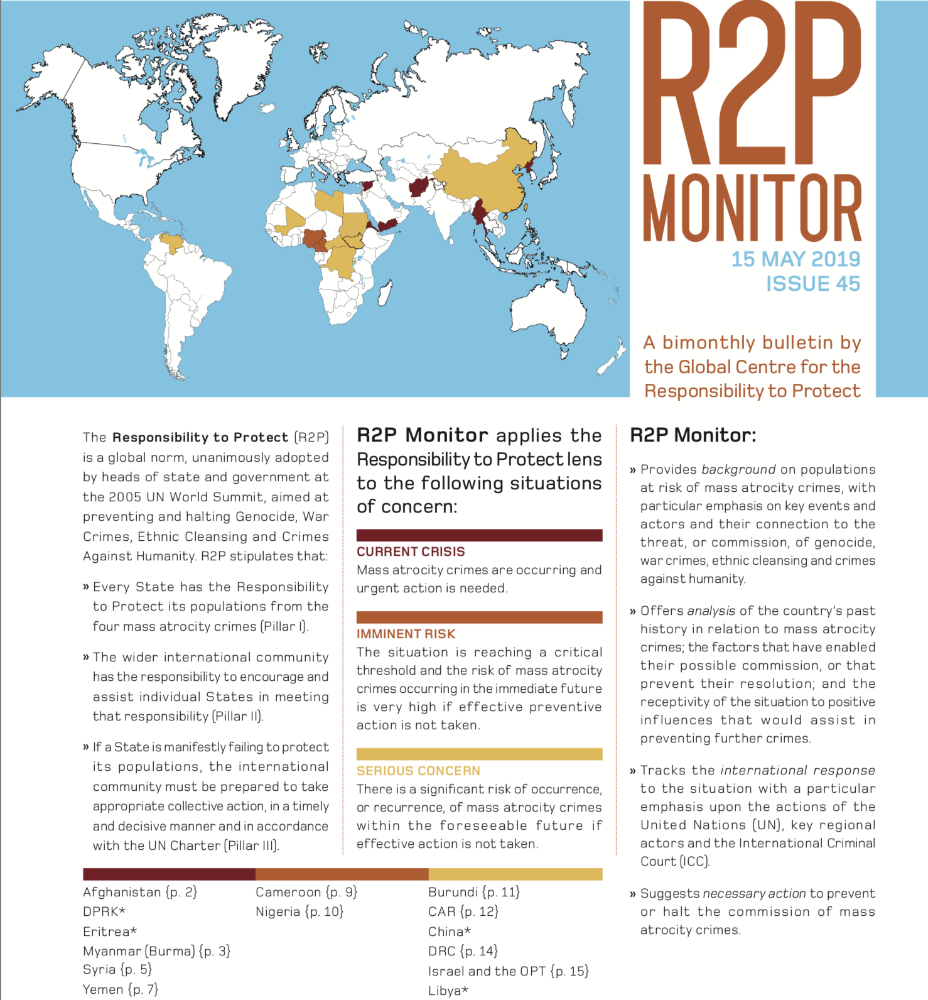 R2P
MONITOR
15 MAY 2019
ISSUE 45
A bimonthly bulletin by
the Global Centre for the
Responsibility to Protect
The Responsibility to Protect (R2P)
is a global norm, unanimously adopted
by heads of state and government at
the 2005 UN World Summit, aimed at
preventing and halting Genocide, War
Crimes, Ethnic Cleansing and Crimes
Against Humanity. R2P stipulates that:
» Every State has the Responsibility
to Protect its populations from the
four mass atrocity crimes (Pillar I).
» The wider international community
has the responsibility to encourage and
assist individual States in meeting
that responsibility (Pillar II).
» If a State is manifestly failing to protect
its populations, the international
community must be prepared to take
appropriate collective action, in a timely
and decisive manner and in accordance
with the UN Charter (Pillar III).
R2P Monitor applies the
Responsibility to Protect lens
to the following situations
of concern:
CURRENT CRISIS
Mass atrocity crimes are occurring and
urgent action is needed.
IMMINENT RISK
The situation is reaching a critical
threshold and the risk of mass atrocity
crimes occurring in the immediate future
is very high if effective preventive
action is not taken.
SERIOUS CONCERN
There is a significant risk of occurrence,
or recurrence, of mass atrocity crimes
within the foreseeable future if
effective action is not taken.
R2P Monitor:
» Provides background on populations
at risk of mass atrocity crimes, with
particular emphasis on key events and
actors and their connection to the
threat, or commission, of genocide,
war crimes, ethnic cleansing and crimes
against humanity.
» Offers analysis of the country's past
history in relation to mass atrocity
crimes; the factors that have enabled
their possible commission, or that
prevent their resolution; and the
receptivity of the situation to positive
influences that would assist in
preventing further crimes.
» Tracks the international response
to the situation with a particular
emphasis upon the actions of the
United Nations (UN), key regional
actors and the International Criminal
Court (ICC).
» Suggests necessary action to prevent
or halt the commission of mass
atrocity crimes.
Afghanistan {p. 2}
DPRK*
Eritrea*
Myanmar (Burma) {p. 3}
Syria {p. 5}
Yemen {p. 7}
Cameroon {p. 9}
Nigeria {p. 10}
Burundi {p. 11}
CAR {p. 12}
China*
DRC {p. 14}
Israel and the OPT {p. 15}
Libya*